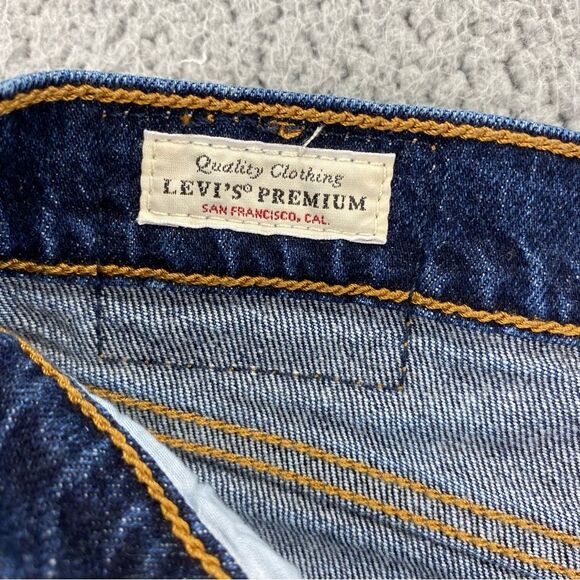 Quality Clothing
LEVI'S® PREMIUM
SAN FRANCISCO, CAL